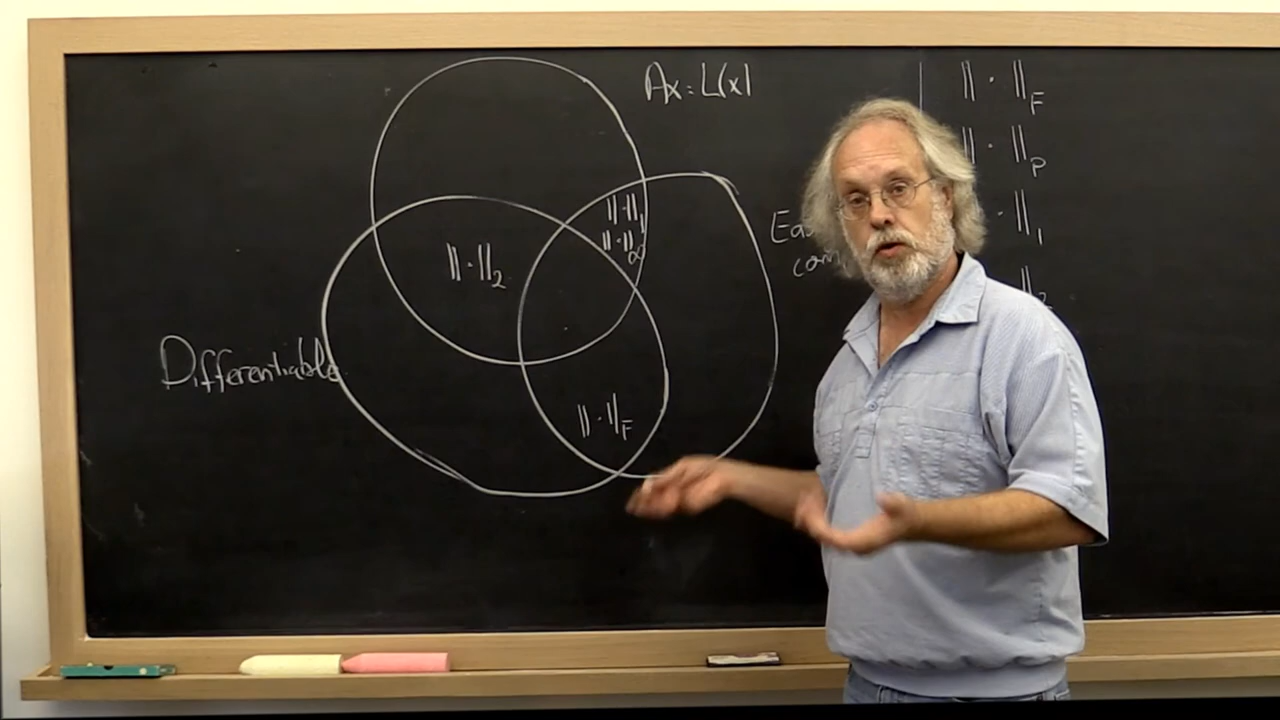 Ax = L(x)
‖·‖F
‖·‖P
‖·‖1
‖·‖1
‖·‖∞
‖·‖2
Differentiable
‖·‖F